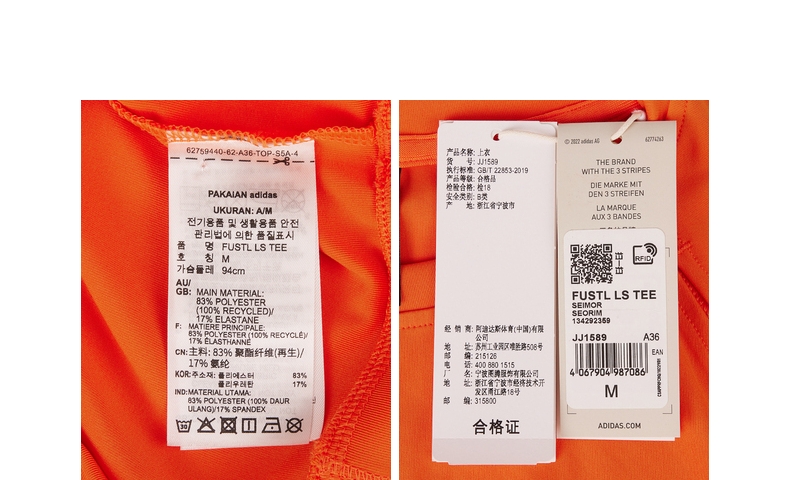 62759440-62-A36-TOP-S5A-4
PAKAIAN adidas
UKURAN: A/M
전기용품 및 생활용품 안전
관리법에 의한 품질표시
품 명 FUSTL LS TEE
호 칭 M
가슴둘레 94cm
AU/
GB: MAIN MATERIAL:
83% POLYESTER
(100% RECYCLED)/
17% ELASTANE
F: MATIERE PRINCIPALE:
83% POLYESTER (100% RECYCLÉ)/
17% ÉLASTHANNE
CN: 主料: 83% 聚酯纤维(再生)/
17% 氨纶
KOR: 주소재: 폴리에스터 83%
폴리우레탄 17%
IND: MATERIAL UTAMA:
83% POLYESTER (100% DAUR
ULANG)/17% SPANDEX
产品名称: 上衣
货 号: JJ1589
执行标准: GB/T 22853-2019
产品等级: 合格品
检验合格: 检18
安全类别: B类
产 地: 浙江省宁波市
经 销 商: 阿迪达斯体育(中国)有限
公司
地 址: 苏州工业园区唯胜路508号
邮 编: 215126
电 话: 400 880 1515
厂 名: 宁波图腾服饰有限公司
地 址: 浙江省宁波市经济技术开
发区甬江路18号
邮 编: 315800
合格证
© 2022 adidas AG 62774263
THE BRAND
WITH THE 3 STRIPES
DIE MARKE MIT
DEN 3 STREIFEN
LA MARQUE
AUX 3 BANDES
RFID
FUSTL LS TEE
SEIMOR
SEORIM
134292359
JJ1589 A36
EAN
4 067904 987086
M
ADIDAS.COM